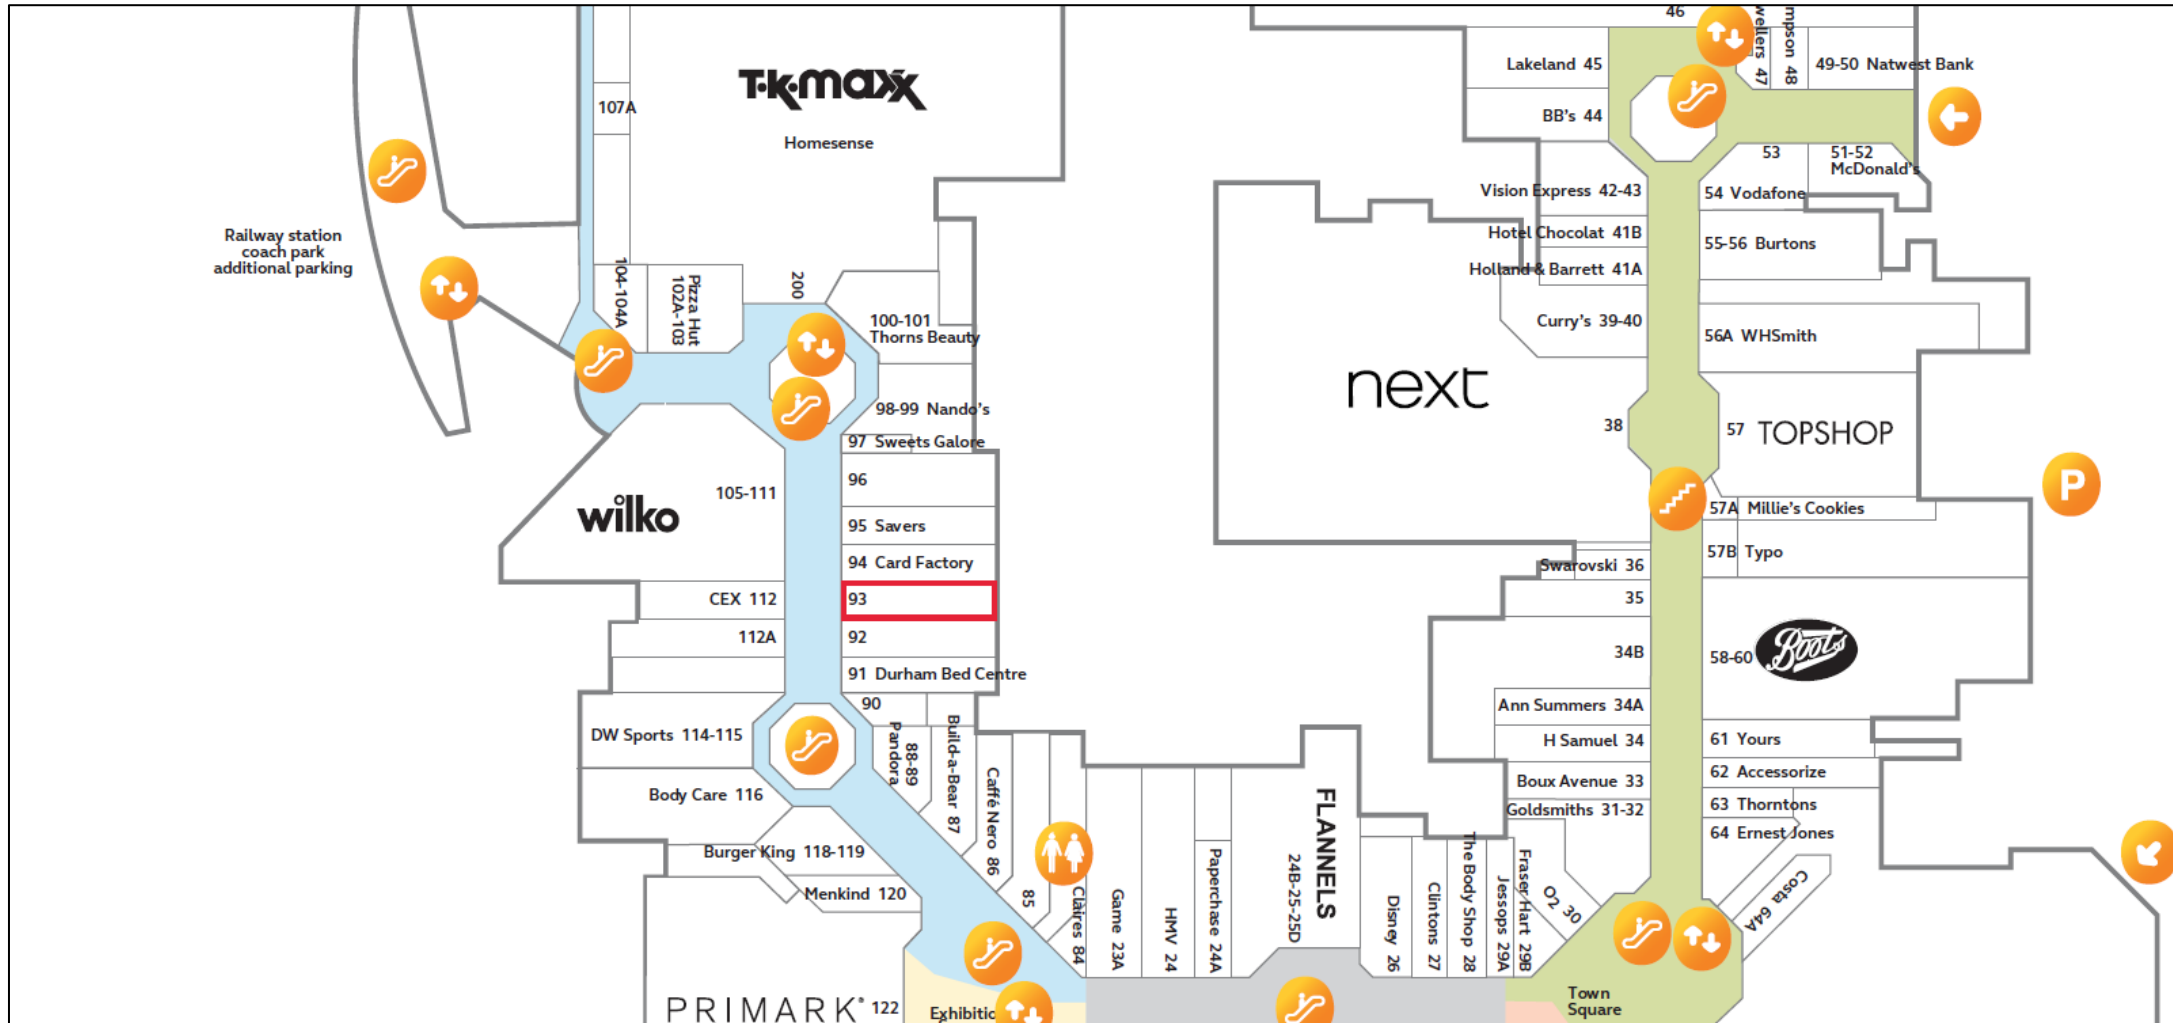 46
Lakeland 45
wellers 47
mpson 48
49-50 Natwest Bank
BB's 44
53
51-52
McDonald's
Vision Express 42-43
54 Vodafone
Hotel Chocolat 41B
55-56 Burtons
Holland & Barrett 41A
Curry's 39-40
56A WHSmith
next
38
57 TOPSHOP
P
57A Millie's Cookies
57B Typo
Swarovski 36
35
34B
58-60 Boots
Ann Summers 34A
H Samuel 34
61 Yours
Boux Avenue 33
62 Accessorize
Goldsmiths 31-32
63 Thorntons
64 Ernest Jones
Costa 64A
O2 30
Fraser Hart 29B
Jessops 29A
The Body Shop 28
Clintons 27
Disney 26
Town
Square
FLANNELS
24B-25-25D
Paperchase 24A
HMV 24
Game 23A
Claires 84
85
Caffé Nero 86
Build-a-Bear 87
88-89
Pandora
90
91 Durham Bed Centre
92
93
94 Card Factory
95 Savers
96
97 Sweets Galore
98-99 Nando's
100-101
Thorns Beauty
200
T·K·maxx
Homesense
107A
104-104A
Pizza Hut
102A-103
Railway station
coach park
additional parking
105-111
wilko
CEX 112
112A
DW Sports 114-115
Body Care 116
Burger King 118-119
Menkind 120
PRIMARK® 122
Exhibitio